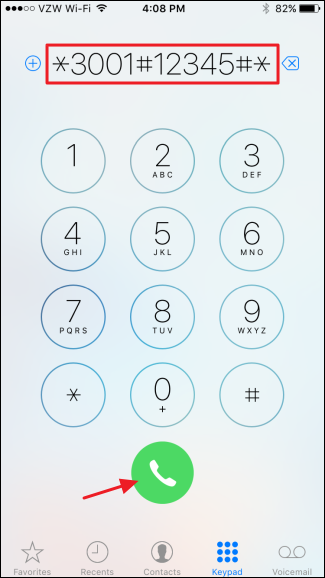 VZW Wi-Fi 4:08 PM 82%
*3001#12345#*
1 2 3
ABC DEF
4 5 6
GHI JKL MNO
7 8 9
PQRS TUV WXYZ
* 0 #
+
Favorites Recents Contacts Keypad Voicemail